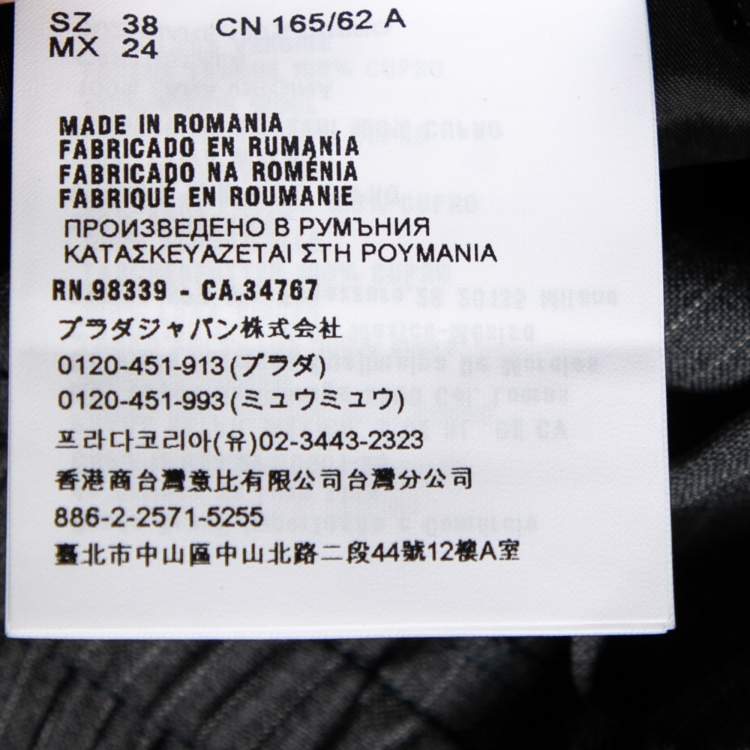 SZ 38 CN 165/62 A
MX 24
MADE IN ROMANIA
FABRICADO EN RUMANIA
FABRICADO NA ROMÉNIA
FABRIQUÉ EN ROUMANIE
ПРОИЗВЕДЕНО В РУМЪНИЯ
ΚΑΤΑΣΚΕΥΑΖΕΤΑΙ ΣΤΗ ΡΟΥΜΑΝΙΑ
RN.98339 - CA.34767
プラダジャパン株式会社
0120-451-913 (プラダ)
0120-451-993 (ミュウミュウ)
프라다코리아(유)02-3443-2323
香港商台灣意比有限公司台灣分公司
886-2-2571-5255
臺北市中山區中山北路二段44號12樓A室